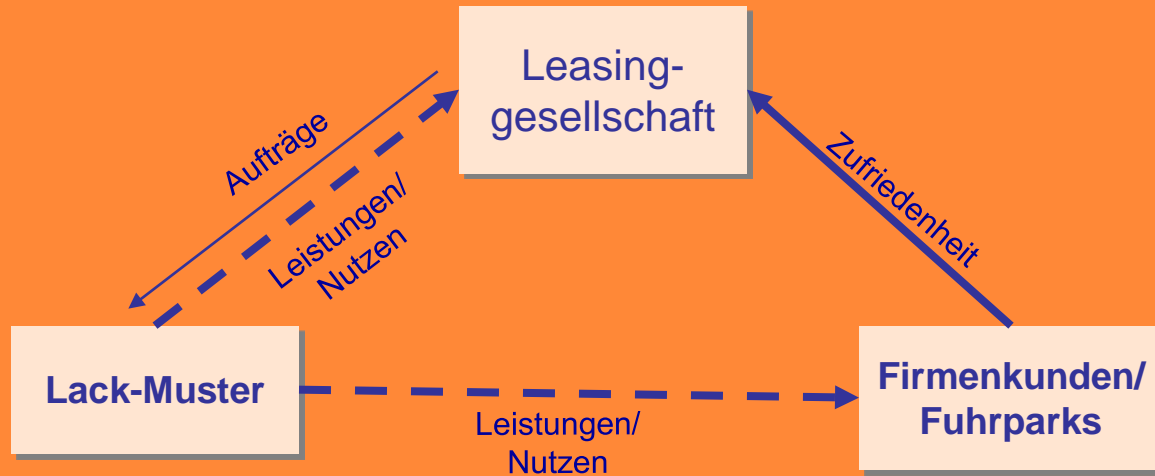 Leasing-
gesellschaft
Aufträge
Leistungen/
Nutzen
Zufriedenheit
Lack-Muster
Leistungen/
Nutzen
Firmenkunden/
Fuhrparks